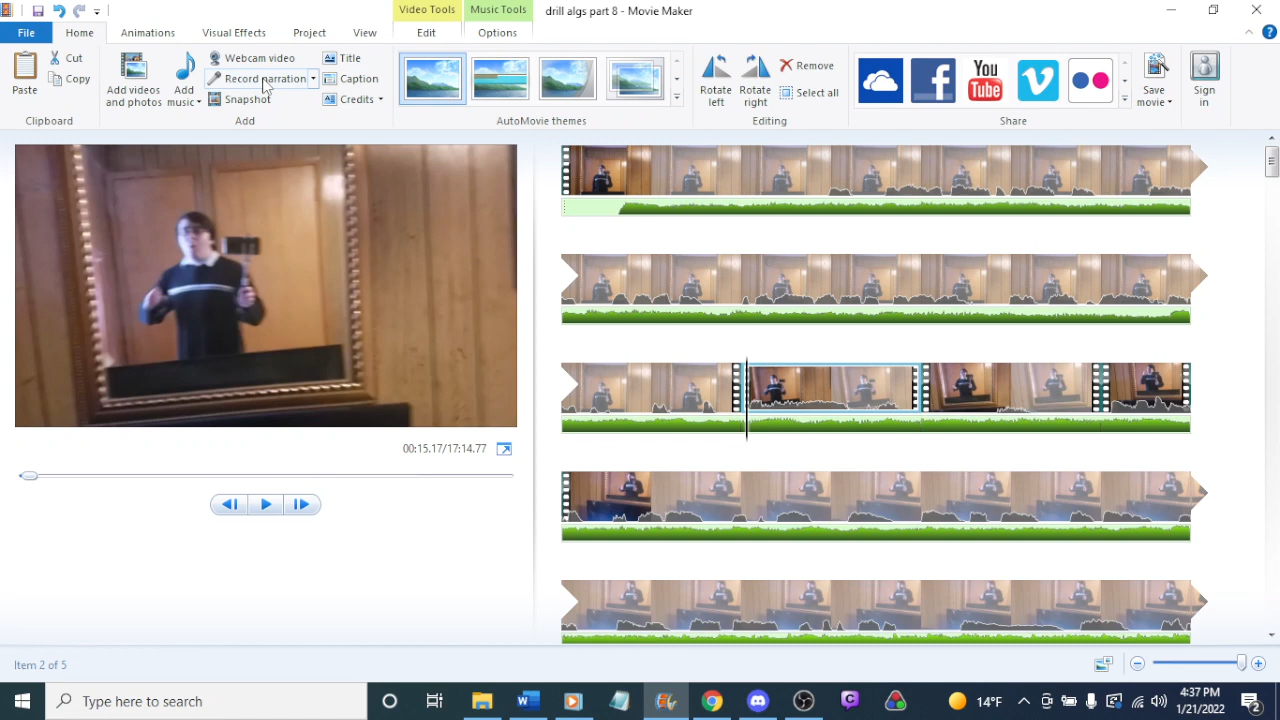 Video Tools
Music Tools
drill algs part 8 - Movie Maker
File
Home
Animations
Visual Effects
Project
View
Edit
Options
Paste
Cut
Copy
Clipboard
Add videos
and photos
Add
music
Webcam video
Record narration
Snapshot
Title
Caption
Credits
Add
AutoMovie themes
Rotate
left
Rotate
right
Remove
Select all
Editing
You
Tube
Share
Save
movie
Sign
in
00:15.17/17:14.77
Item 2 of 5
Type here to search
14°F
4:37 PM
1/21/2022
2